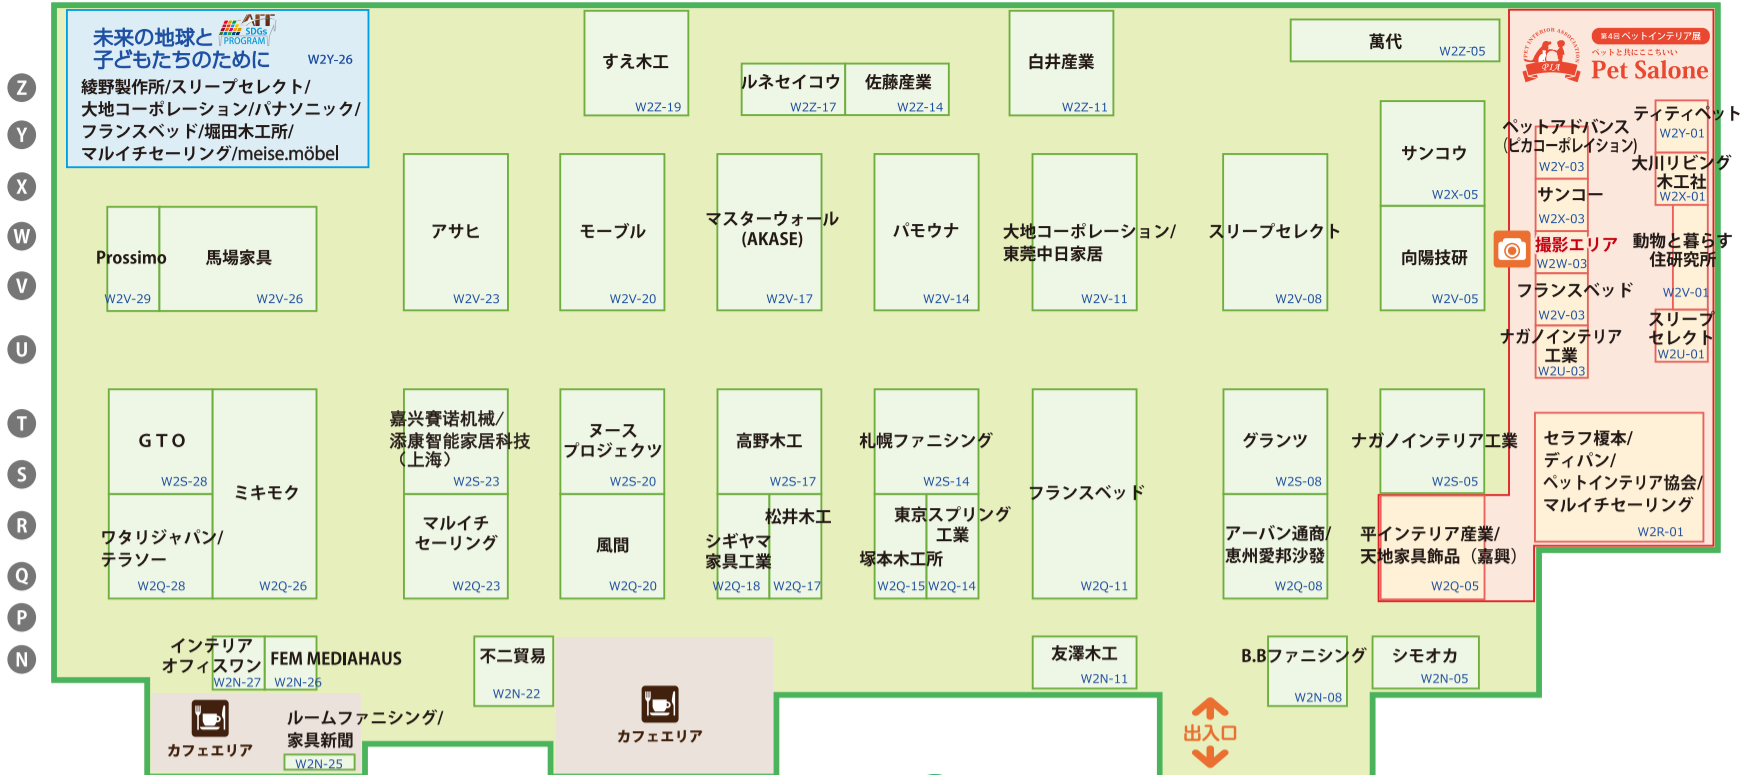 未来の地球と
子どもたちのために
AFF
SDGs
PROGRAM
W2Y-26
綾野製作所/スリープセレクト/
大地コーポレーション/パナソニック/
フランスベッド/堀田木工所/
マルイチセーリング/meise.möbel
すえ木工
W2Z-19
ルネセイコウ
W2Z-17
佐藤産業
W2Z-14
白井産業
W2Z-11
萬代
W2Z-05
PET INTERIOR ASSOCIATION
PIA
第4回 ペットインテリア展
ペットと共にここちいい
Pet Salone
Z
Y
X
W
V
U
T
S
R
Q
P
N
サンコウ
W2X-05
ペットアドバンス
(ピカコーポレイション)
W2Y-03
ティティペット
W2Y-01
大川リビング
木工社
W2X-01
サンコー
W2X-03
撮影エリア
W2W-03
動物と暮らす
住研究所
W2V-01
フランスベッド
W2V-03
ナガノインテリア
工業
W2U-03
スリープ
セレクト
W2U-01
Prossimo
W2V-29
馬場家具
W2V-26
アサヒ
W2V-23
モーブル
W2V-20
マスターウォール
(AKASE)
W2V-17
パモウナ
W2V-14
大地コーポレーション/
東莞中日家居
W2V-11
スリープセレクト
W2V-08
向陽技研
W2V-05
GTO
W2S-28
ミキモク
W2Q-26
ワタリジャパン/
テラソー
W2Q-28
嘉兴賽诺机械/
添康智能家居科技
（上海）
W2S-23
マルイチ
セーリング
W2Q-23
ヌース
プロジェクツ
W2S-20
風間
W2Q-20
高野木工
W2S-17
シギヤマ
家具工業
W2Q-18
松井木工
W2Q-17
札幌ファニシング
W2S-14
塚本木工所
W2Q-15
東京スプリング
工業
W2Q-14
フランスベッド
W2Q-11
グランツ
W2S-08
アーバン通商/
恵州愛邦沙發
W2Q-08
ナガノインテリア工業
W2S-05
平インテリア産業/
天地家具飾品（嘉興）
W2Q-05
セラフ榎本/
ディパン/
ペットインテリア協会/
マルイチセーリング
W2R-01
インテリア
オフィスワン
W2N-27
FEM MEDIAHAUS
W2N-26
不二貿易
W2N-22
友澤木工
W2N-11
B.Bファニシング
W2N-08
シモオカ
W2N-05
カフェエリア
ルームファニシング/
家具新聞
W2N-25
カフェエリア
出入口